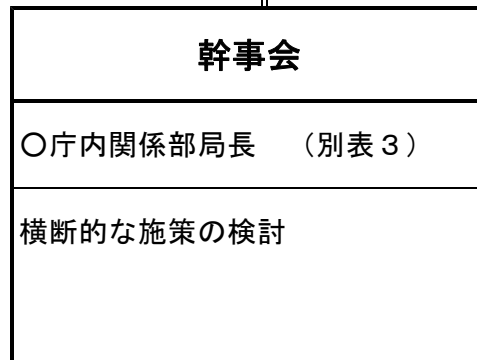 幹事会
〇庁内関係部局長　（別表３）
横断的な施策の検討